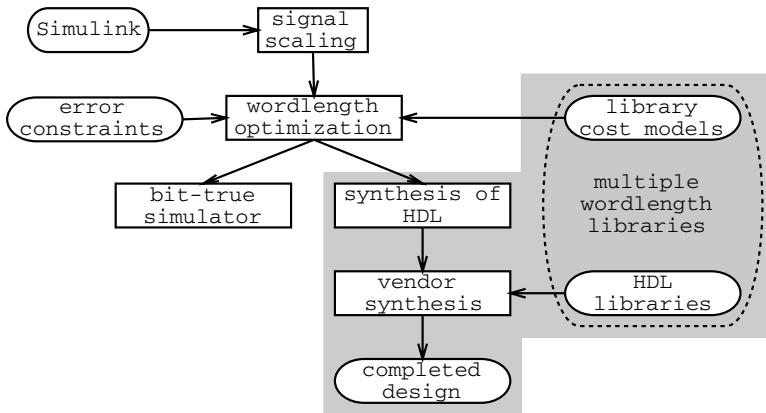 Simulink
signal
scaling
error
constraints
wordlength
optimization
library
cost models
bit-true
simulator
synthesis of
HDL
multiple
wordlength
libraries
vendor
synthesis
HDL
libraries
completed
design